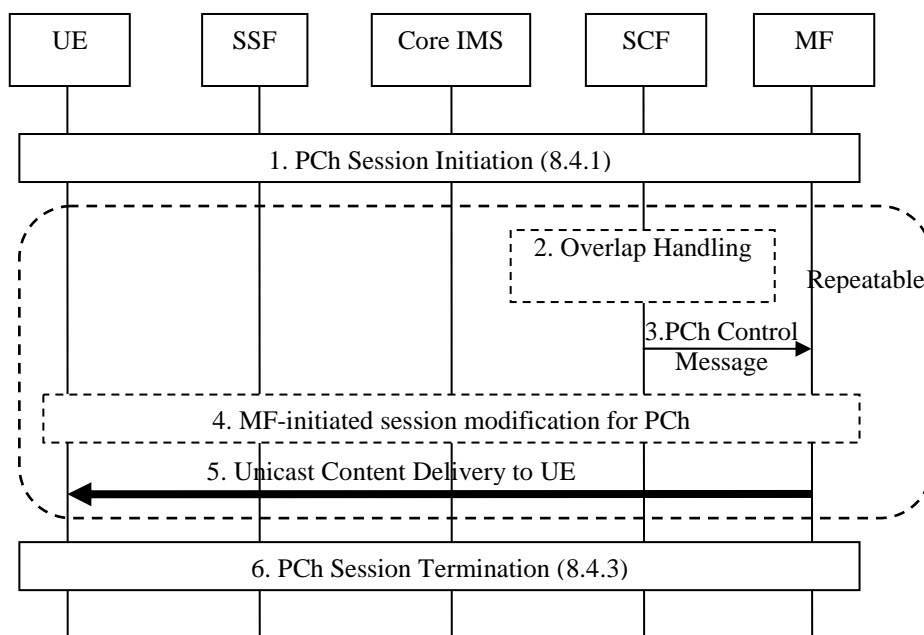 UE
SSF
Core IMS
SCF
MF
1. PCh Session Initiation (8.4.1)
2. Overlap Handling
Repeatable
3.PCh Control
Message
4. MF-initiated session modification for PCh
5. Unicast Content Delivery to UE
6. PCh Session Termination (8.4.3)